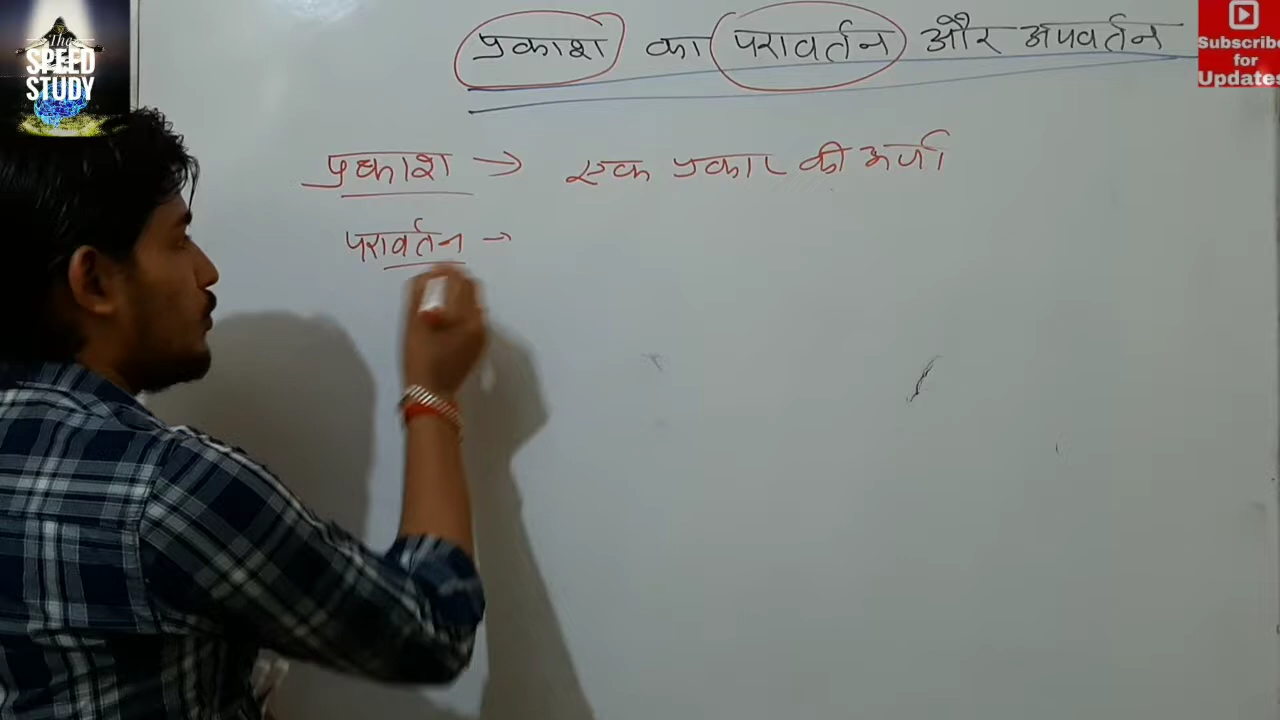 The
SPEED
STUDY
प्रकाश का परावर्तन और अपवर्तन
Subscribe
for
Updates
प्रकाश → एक प्रकार की ऊर्जा
परावर्तन →